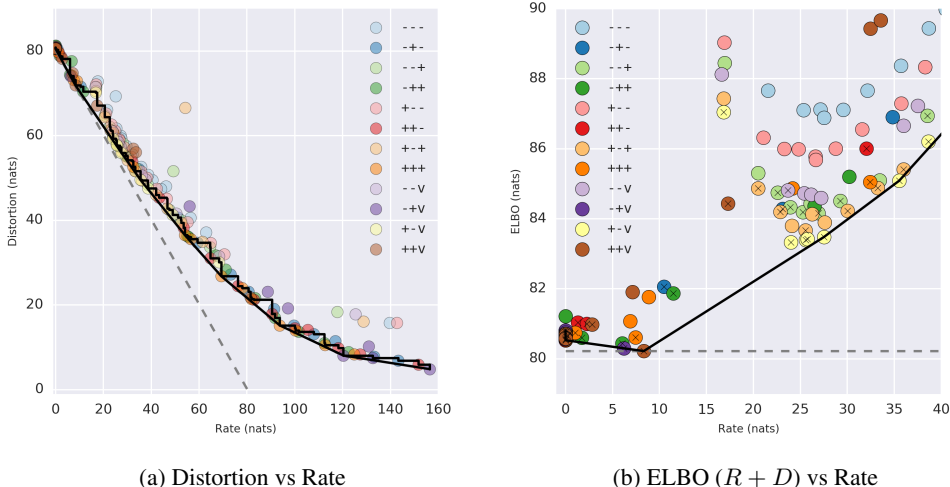 80
60
40
20
0
Distortion (nats)
0 20 40 60 80 100 120 140 160
Rate (nats)
- - -
- + -
- - +
- + +
+ - -
+ + -
+ - +
+ + +
- - v
- + v
+ - v
+ + v
90
88
86
84
82
80
ELBO (nats)
0 5 10 15 20 25 30 35 40
Rate (nats)
- - -
- + -
- - +
- + +
+ - -
+ + -
+ - +
+ + +
- - v
- + v
+ - v
+ + v
(a) Distortion vs Rate
(b) ELBO (R + D) vs Rate